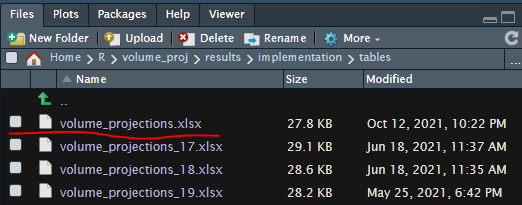 Files Plots Packages Help Viewer
New Folder Upload Delete Rename More
Home R volume_proj results implementation tables ...
Name Size Modified
..
volume_projections.xlsx 27.8 KB Oct 12, 2021, 10:22 PM
volume_projections_17.xlsx 29.1 KB Jun 18, 2021, 11:37 AM
volume_projections_18.xlsx 28.6 KB Jun 18, 2021, 11:35 AM
volume_projections_19.xlsx 28.2 KB May 25, 2021, 6:42 PM